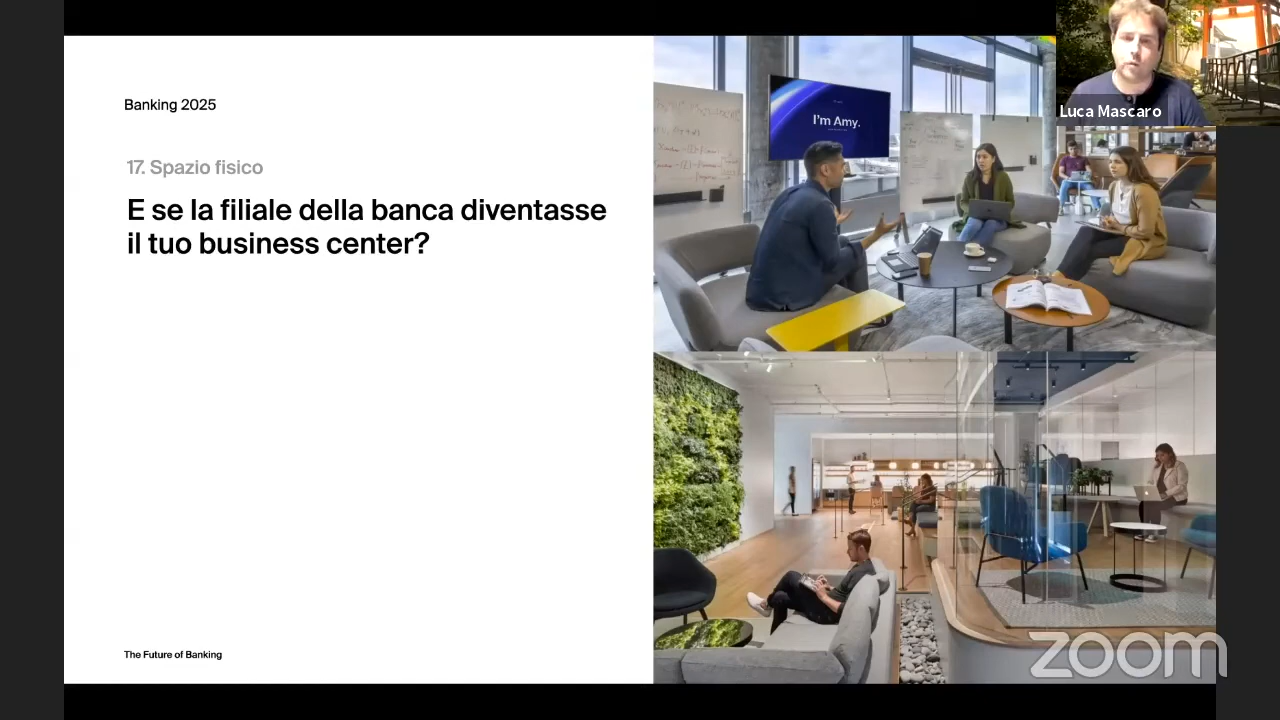 Banking 2025
17. Spazio fisico
E se la filiale della banca diventasse
il tuo business center?
The Future of Banking
I'm Amy.
Luca Mascaro
zoom